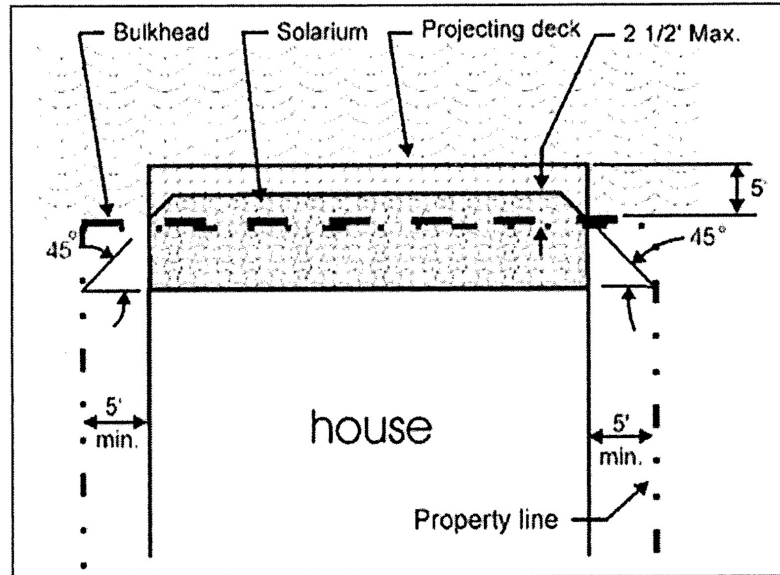 Bulkhead
Solarium
Projecting deck
2 1/2' Max.
5'
45°
45°
5'
min.
house
5'
min.
Property line